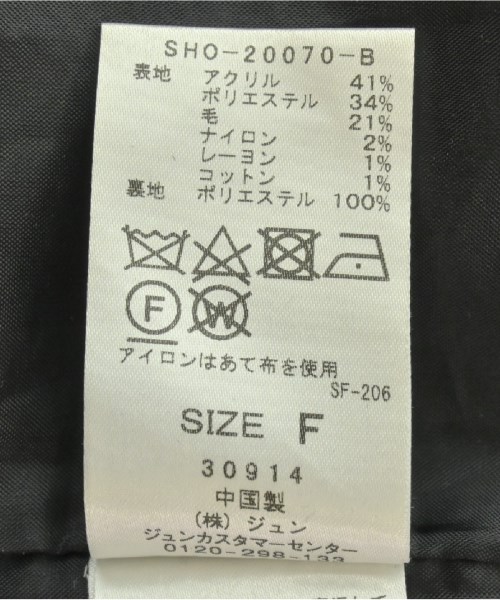 SHO-20070-B
表地 アクリル 41%
ポリエステル 34%
毛 21%
ナイロン 2%
レーヨン 1%
コットン 1%
裏地 ポリエステル 100%
F W
アイロンはあて布を使用
SF-206
SIZE F
30914
中国製
(株) ジュン
ジュンカスタマーセンター
0120-298-133